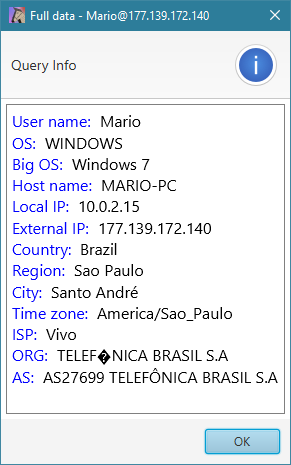 Full data - Mario@177.139.172.140
Query Info
User name: Mario
OS: WINDOWS
Big OS: Windows 7
Host name: MARIO-PC
Local IP: 10.0.2.15
External IP: 177.139.172.140
Country: Brazil
Region: Sao Paulo
City: Santo André
Time zone: America/Sao_Paulo
ISP: Vivo
ORG: TELEF�NICA BRASIL S.A
AS: AS27699 TELEFÔNICA BRASIL S.A
OK